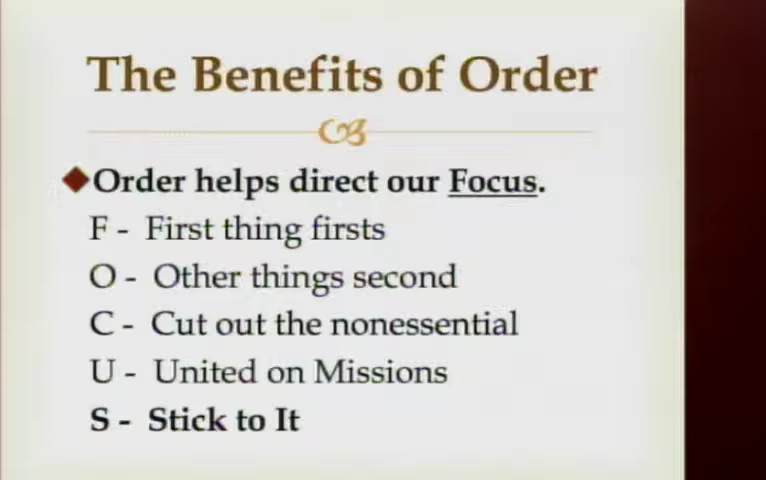 The Benefits of Order
Order helps direct our Focus.
F - First thing firsts
O - Other things second
C - Cut out the nonessential
U - United on Missions
S - Stick to It